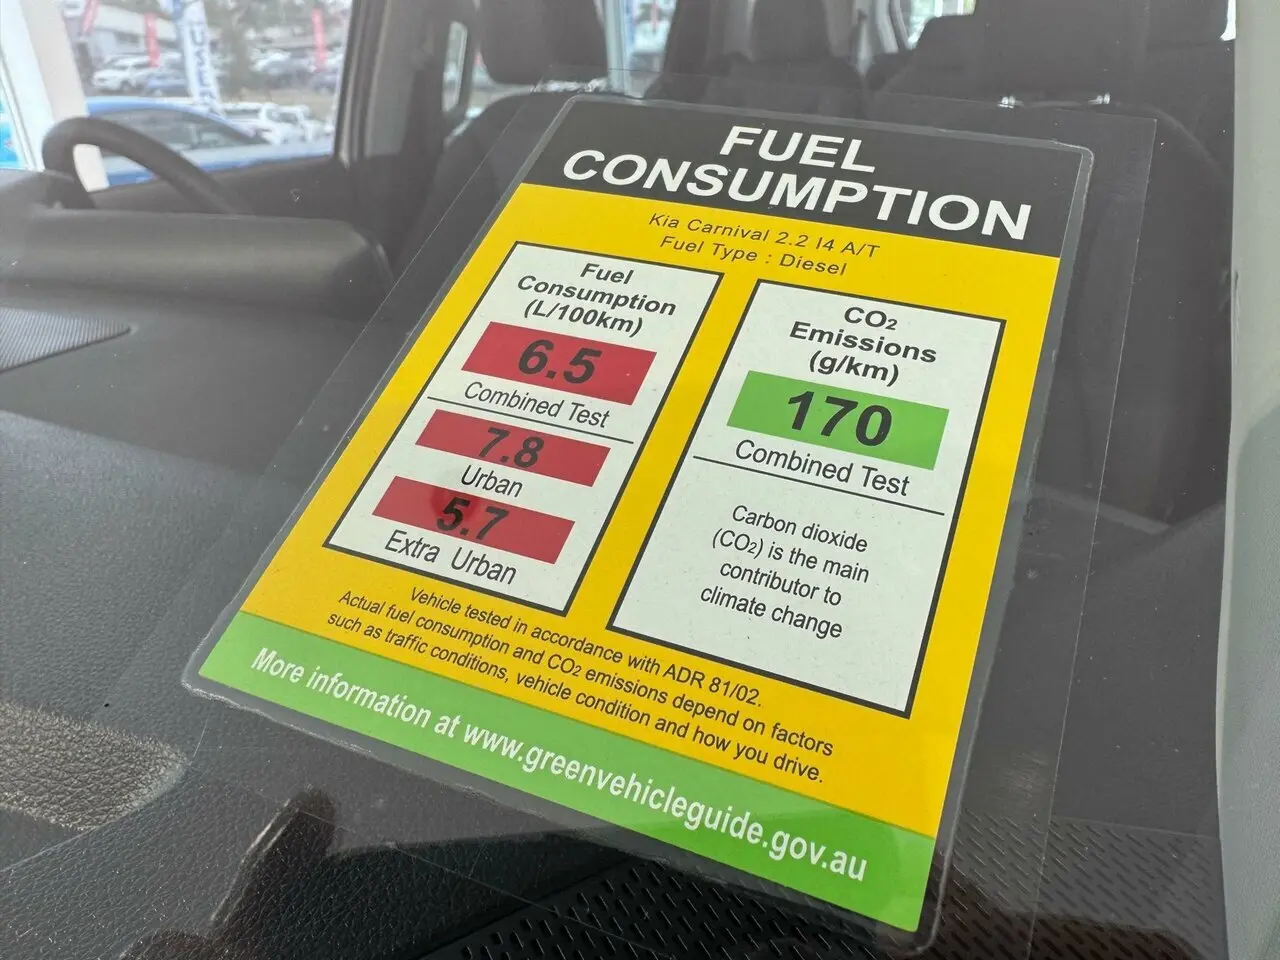 FUEL
CONSUMPTION
Kia Carnival 2.2 I4 A/T
Fuel Type : Diesel
Fuel
Consumption
(L/100km)
6.5
Combined Test
7.8
Urban
5.7
Extra Urban
CO₂
Emissions
(g/km)
170
Combined Test
Carbon dioxide
(CO₂) is the main
contributor to
climate change
Vehicle tested in accordance with ADR 81/02.
Actual fuel consumption and CO₂ emissions depend on factors
such as traffic conditions, vehicle condition and how you drive.
More information at www.greenvehicleguide.gov.au